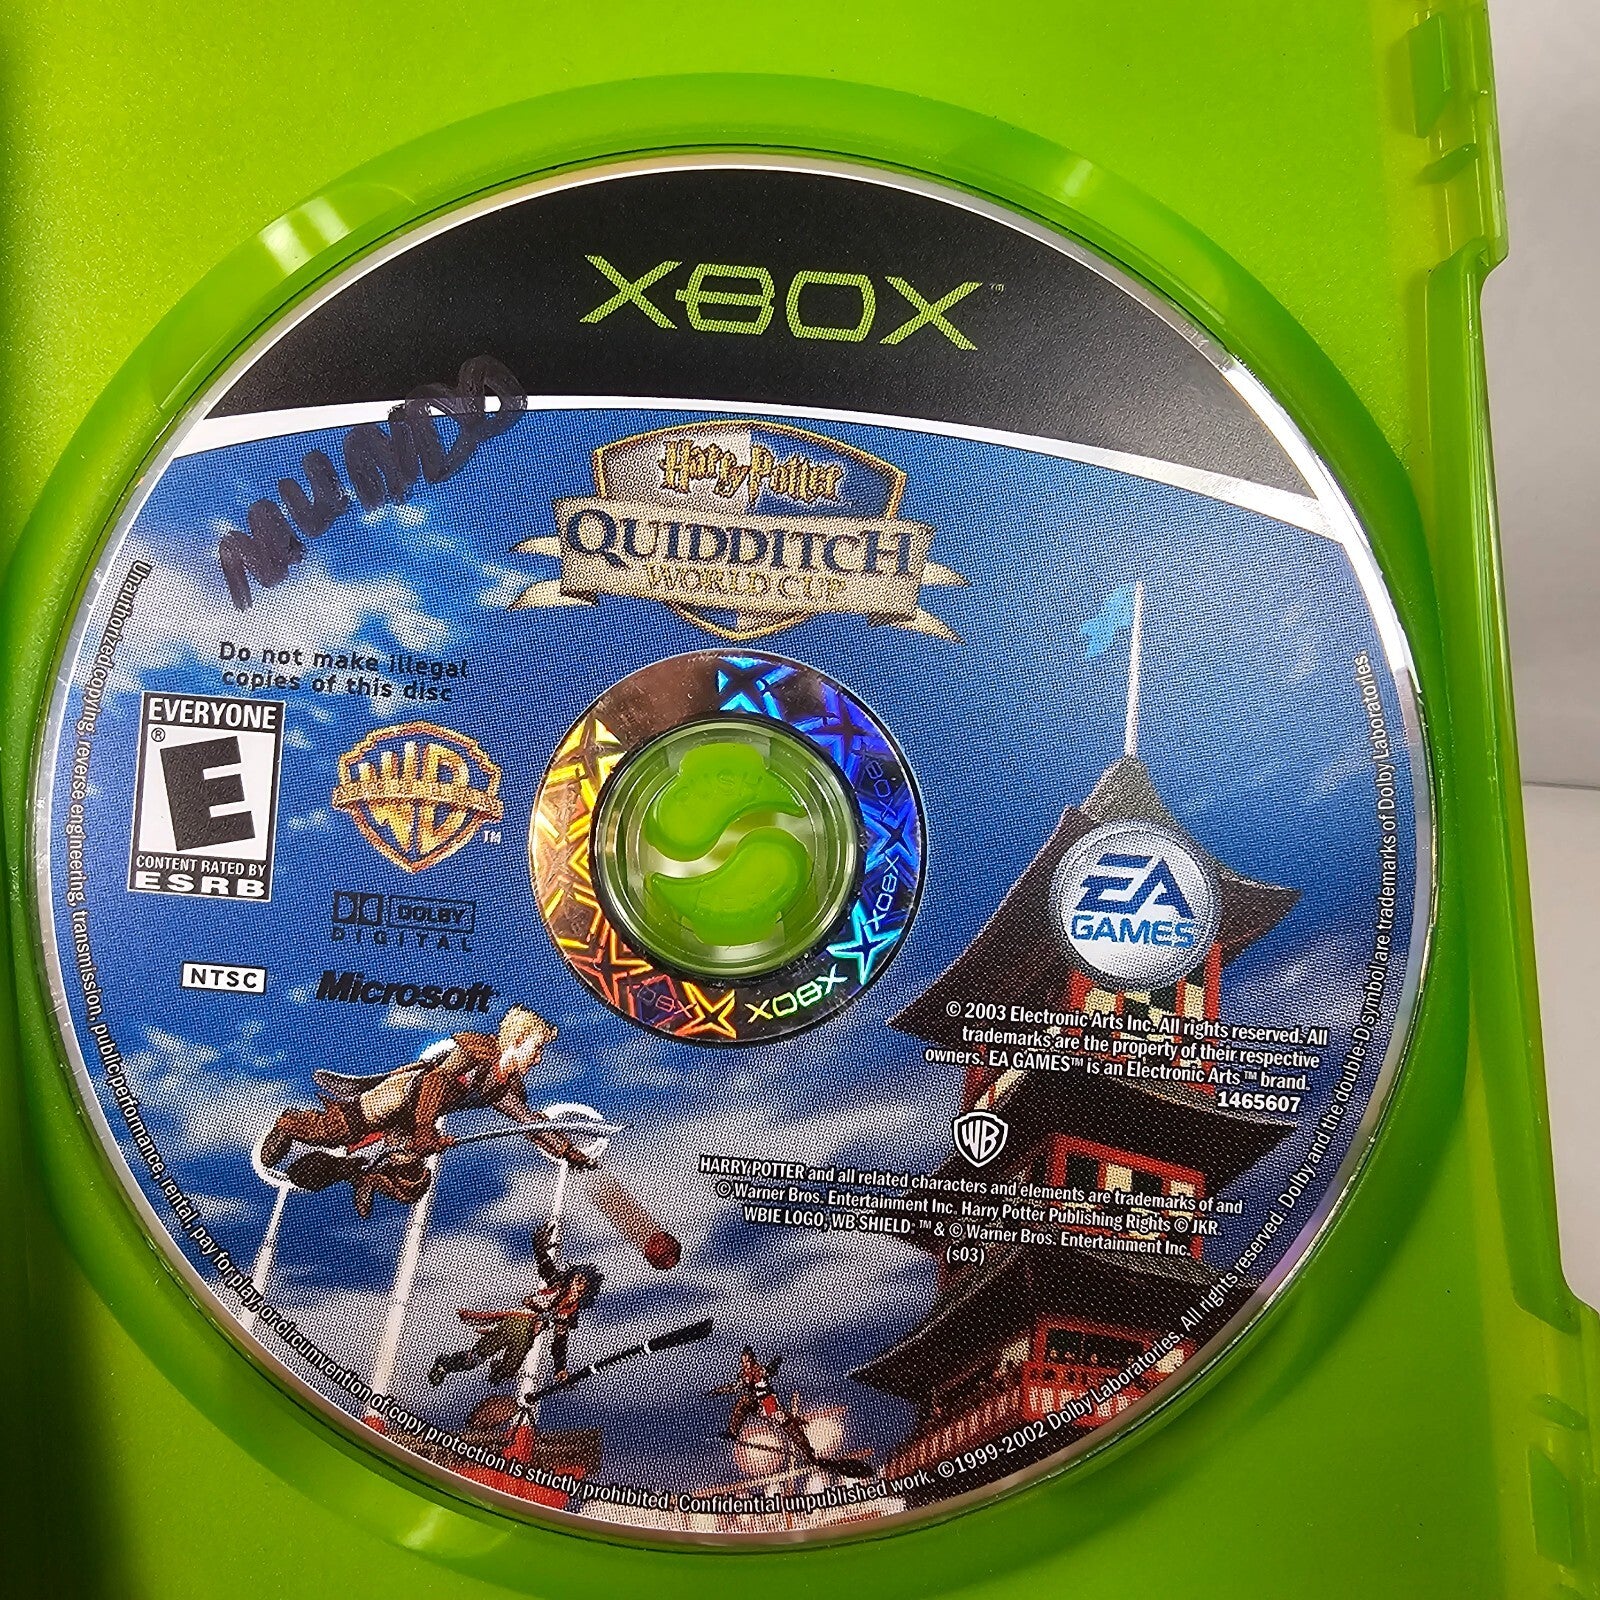 XBOX™
MUNDO
Harry Potter
QUIDDITCH
WORLD CUP
Do not make illegal
copies of this disc
EVERYONE
E®
CONTENT RATED BY
ESRB
WB™
DOLBY
DIGITAL
NTSC
Microsoft
XBOX
XBOX
XBOX
XBOX
PUSH
EA
GAMES
© 2003 Electronic Arts Inc. All rights reserved. All
trademarks are the property of their respective
owners. EA GAMES™ is an Electronic Arts™ brand.
1465607
WB
HARRY POTTER and all related characters and elements are trademarks of and
© Warner Bros. Entertainment Inc. Harry Potter Publishing Rights © JKR.
WBIE LOGO, WB SHIELD: ™ & © Warner Bros. Entertainment Inc.
(s03)
Unauthorized copying, reverse engineering, transmission, public performance, rental, pay for play, or circumvention of copy protection is strictly prohibited. Confidential unpublished work. ©1999-2002 Dolby Laboratories. All rights reserved. Dolby and the double-D symbol are trademarks of Dolby Laboratories.